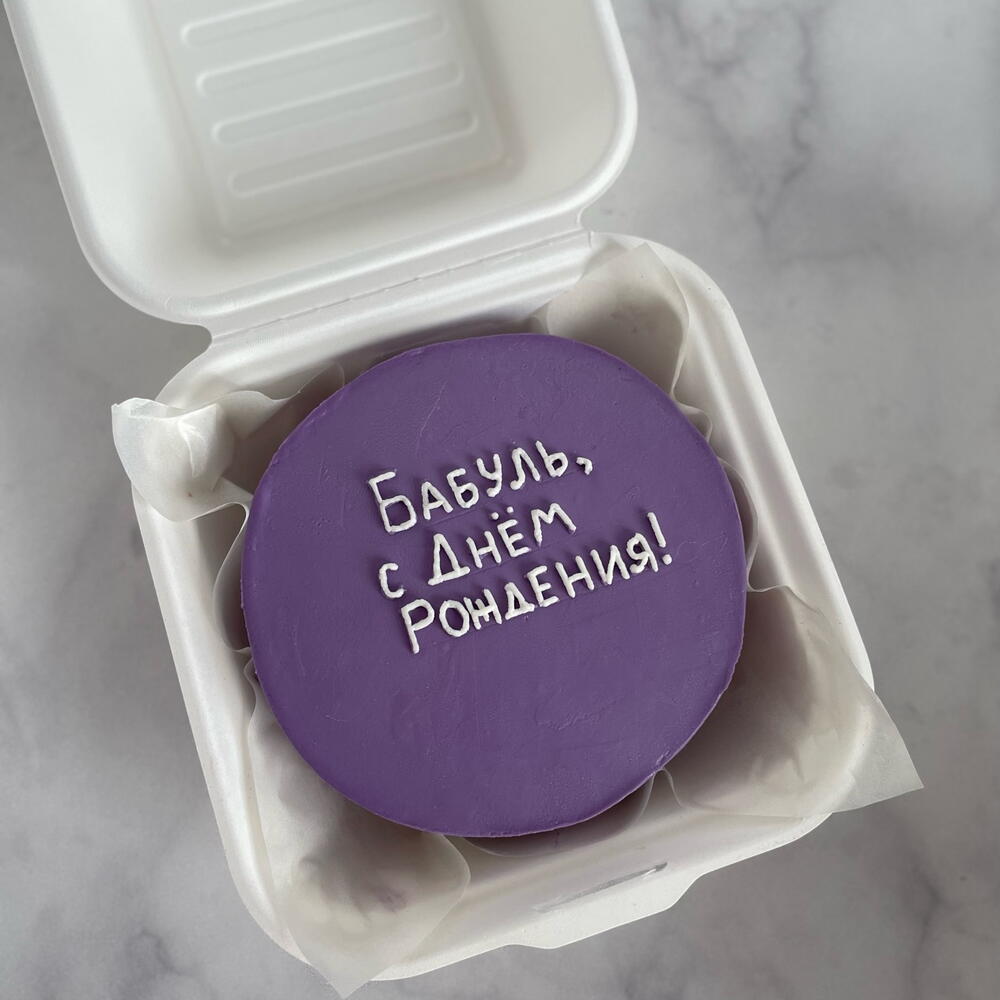 Бабуль,
с Днём
Рождения!